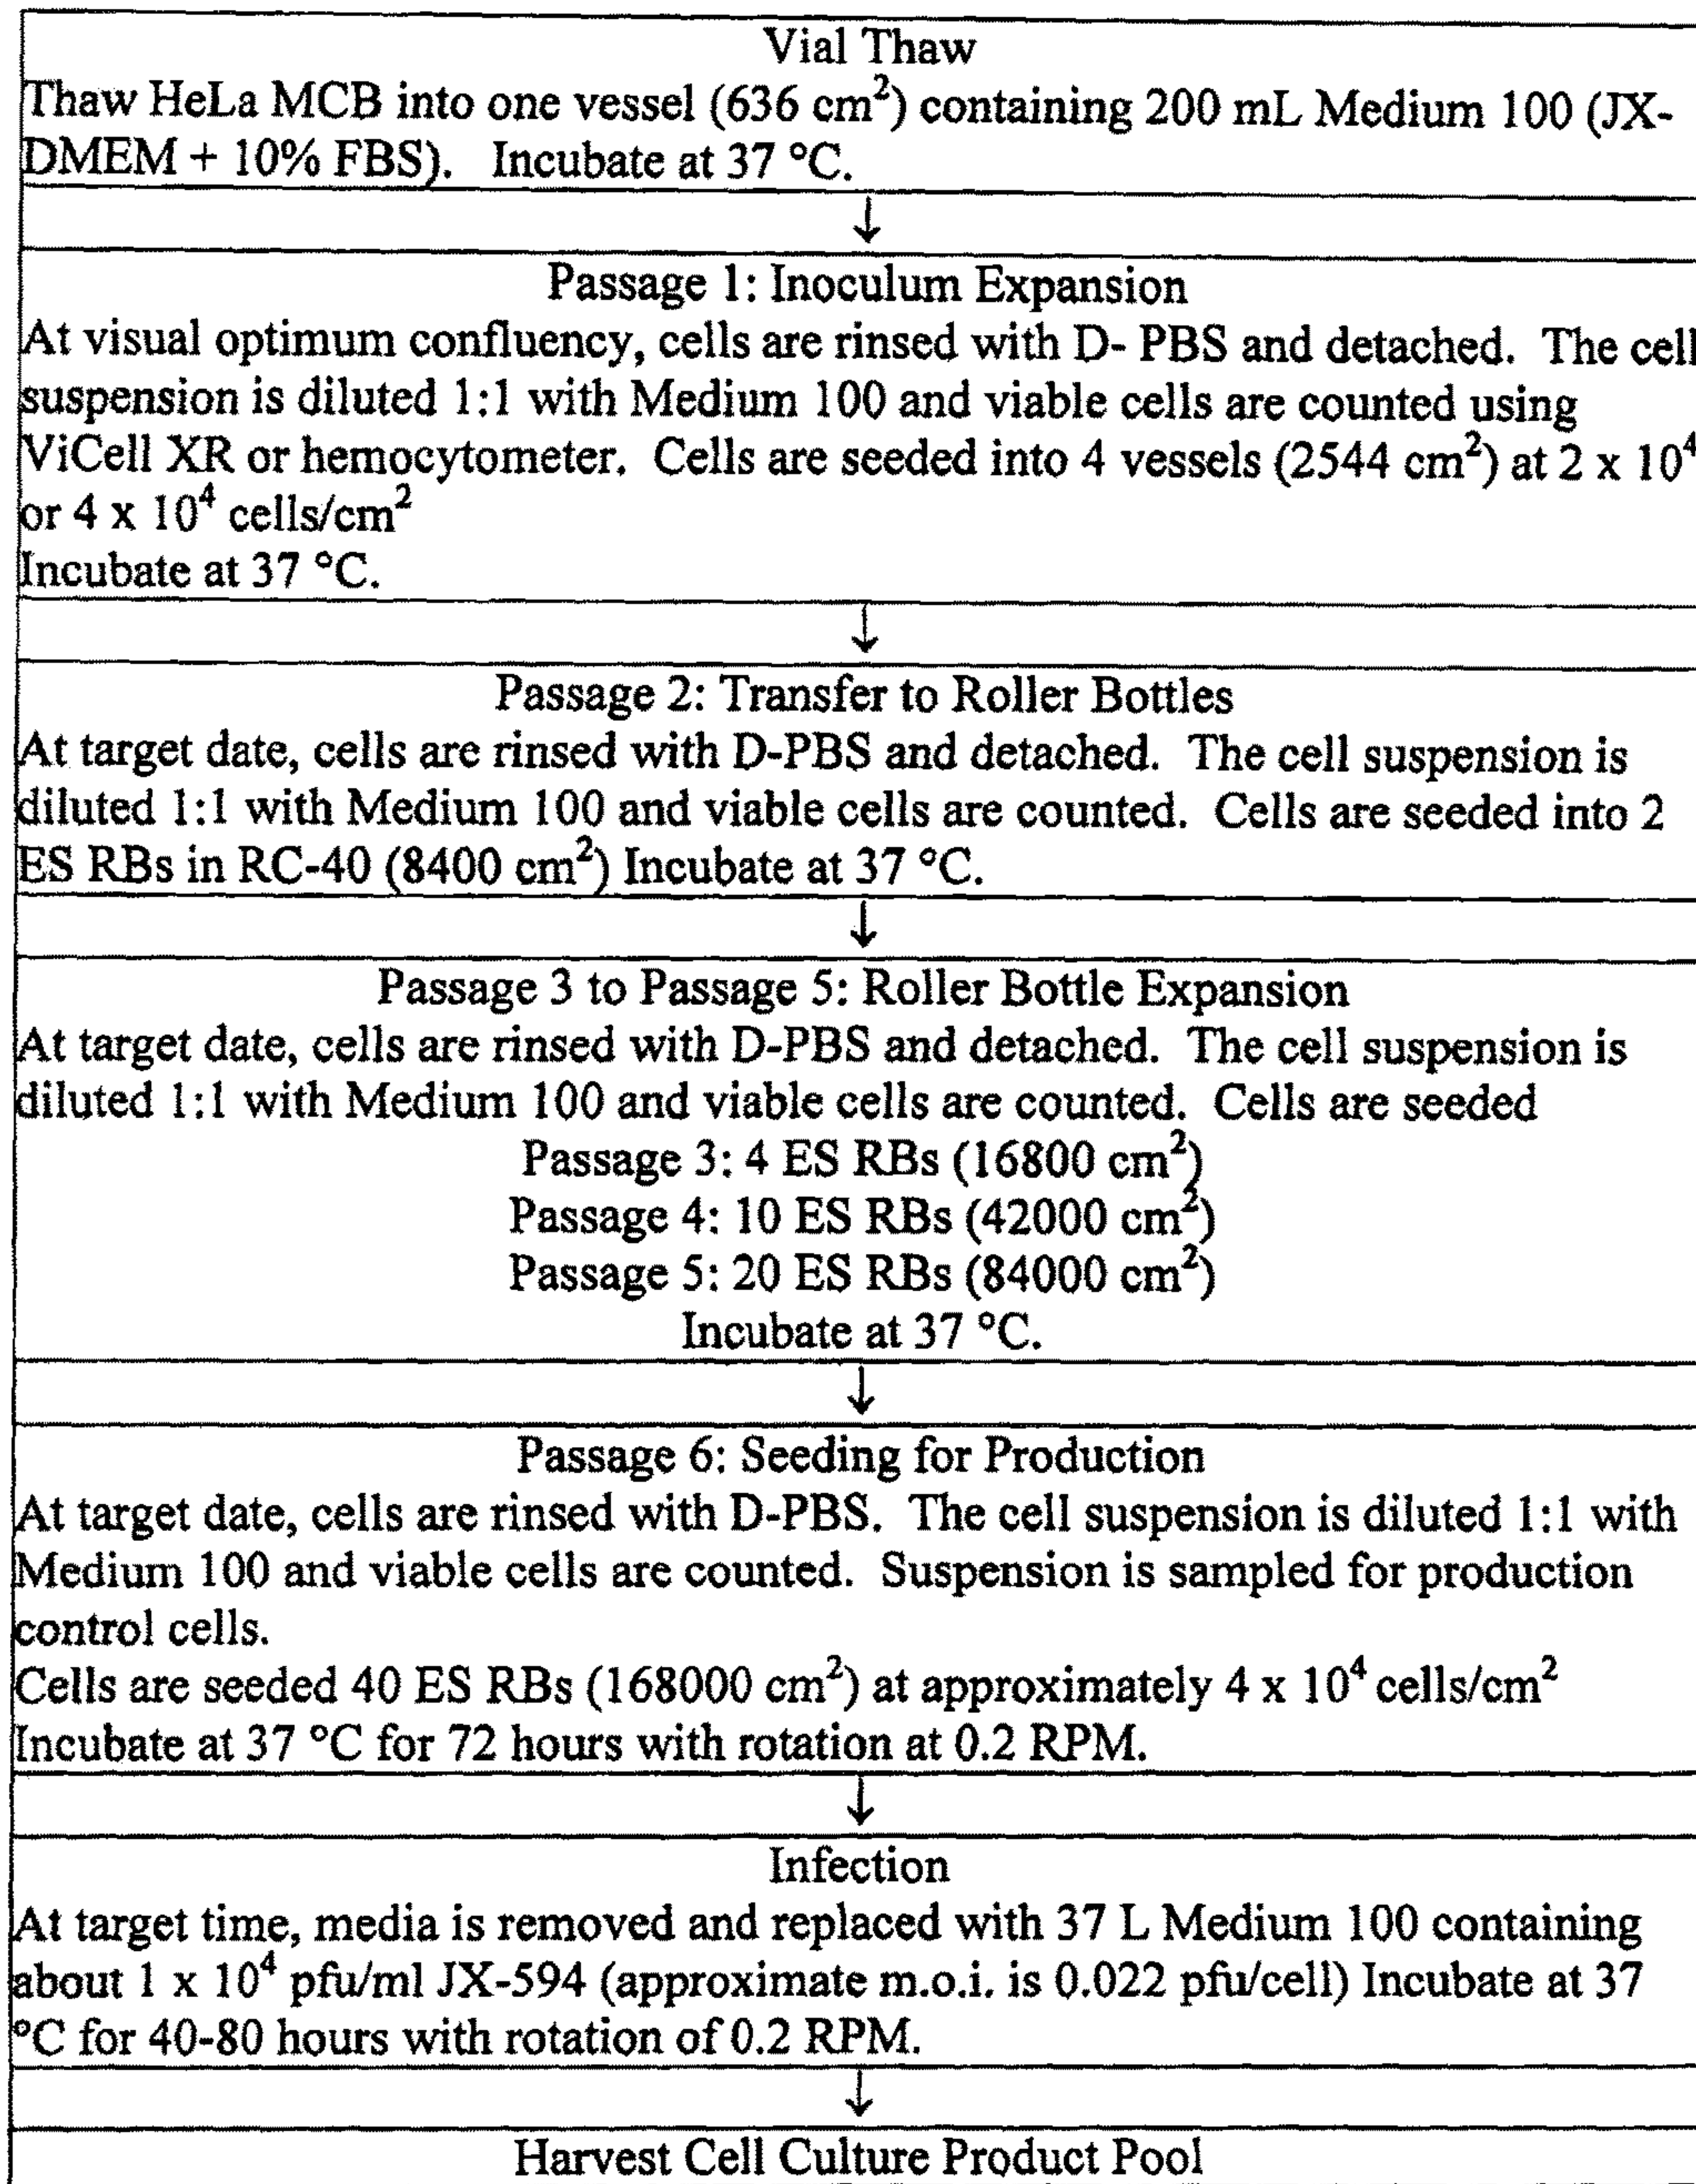 Vial Thaw
Thaw HeLa MCB into one vessel (636 cm²) containing 200 mL Medium 100 (JX-
DMEM + 10% FBS). Incubate at 37 °C.
↓
Passage 1: Inoculum Expansion
At visual optimum confluency, cells are rinsed with D- PBS and detached. The cell
suspension is diluted 1:1 with Medium 100 and viable cells are counted using
ViCell XR or hemocytometer. Cells are seeded into 4 vessels (2544 cm²) at 2 x 10⁴
or 4 x 10⁴ cells/cm²
Incubate at 37 °C.
↓
Passage 2: Transfer to Roller Bottles
At target date, cells are rinsed with D-PBS and detached. The cell suspension is
diluted 1:1 with Medium 100 and viable cells are counted. Cells are seeded into 2
ES RBs in RC-40 (8400 cm²) Incubate at 37 °C.
↓
Passage 3 to Passage 5: Roller Bottle Expansion
At target date, cells are rinsed with D-PBS and detached. The cell suspension is
diluted 1:1 with Medium 100 and viable cells are counted. Cells are seeded
Passage 3: 4 ES RBs (16800 cm²)
Passage 4: 10 ES RBs (42000 cm²)
Passage 5: 20 ES RBs (84000 cm²)
Incubate at 37 °C.
↓
Passage 6: Seeding for Production
At target date, cells are rinsed with D-PBS. The cell suspension is diluted 1:1 with
Medium 100 and viable cells are counted. Suspension is sampled for production
control cells.
Cells are seeded 40 ES RBs (168000 cm²) at approximately 4 x 10⁴ cells/cm²
Incubate at 37 °C for 72 hours with rotation at 0.2 RPM.
↓
Infection
At target time, media is removed and replaced with 37 L Medium 100 containing
about 1 x 10⁴ pfu/ml JX-594 (approximate m.o.i. is 0.022 pfu/cell) Incubate at 37
°C for 40-80 hours with rotation of 0.2 RPM.
↓
Harvest Cell Culture Product Pool